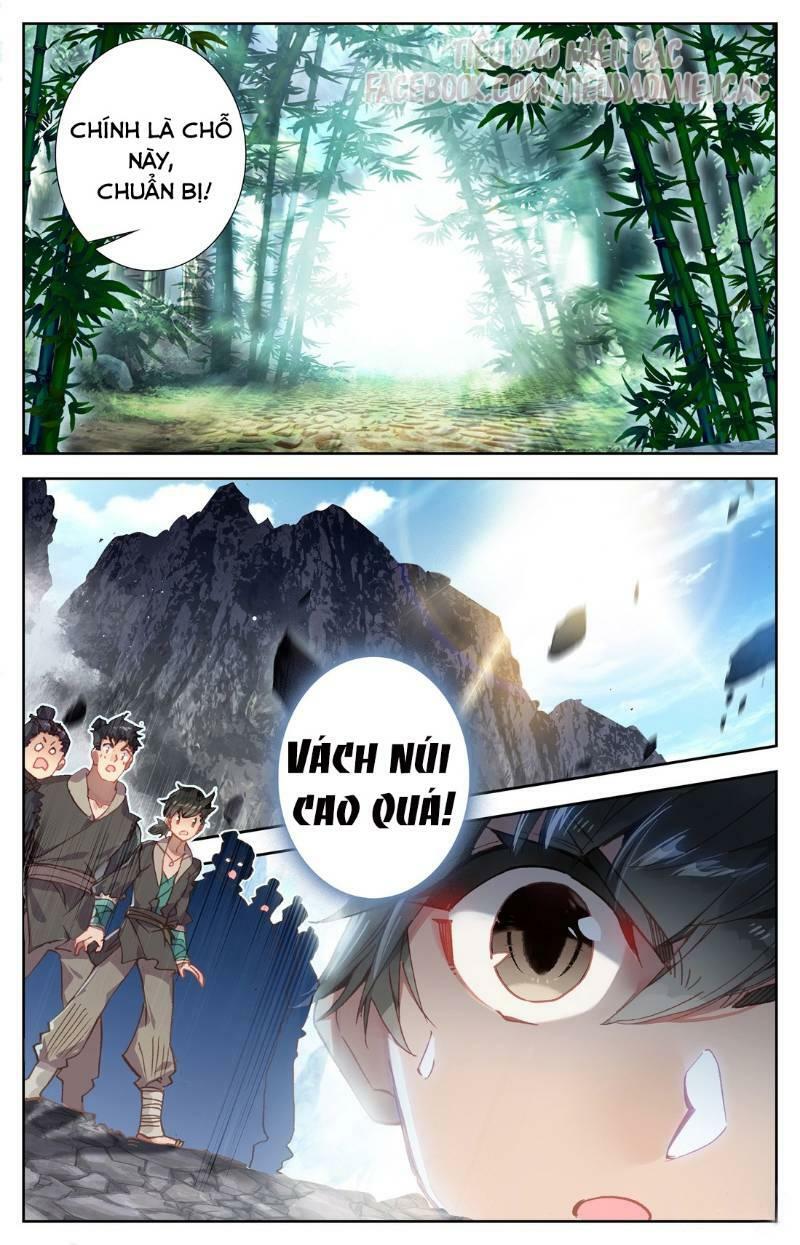 TIÊU DAO MIÊU CÁC
FACEBOOK.COM/TIEUDAOMIEUCAC
CHÍNH LÀ CHỖ
NÀY,
CHUẨN BỊ!
VÁCH NÚI
CAO QUÁ!